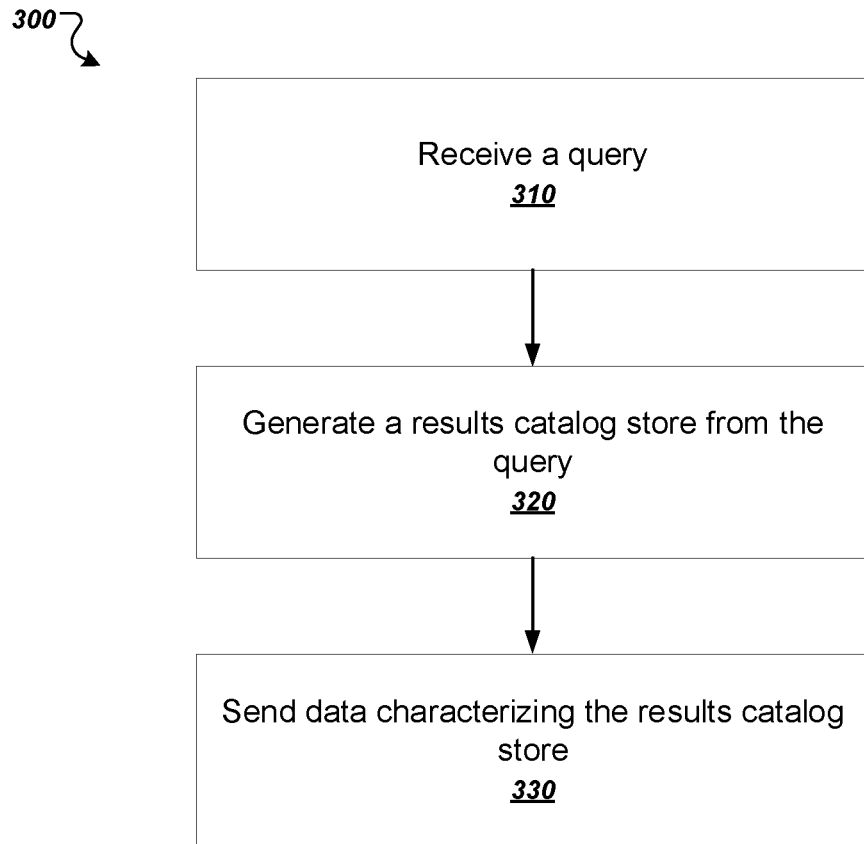 300
Receive a query
310
Generate a results catalog store from the
query
320
Send data characterizing the results catalog
store
330